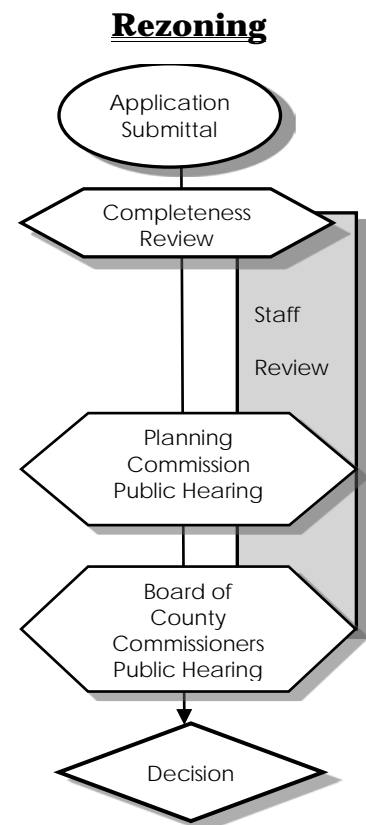 Rezoning
Application
Submittal
Completeness
Review
Staff
Review
Planning
Commission
Public Hearing
Board of
County
Commissioners
Public Hearing
Decision